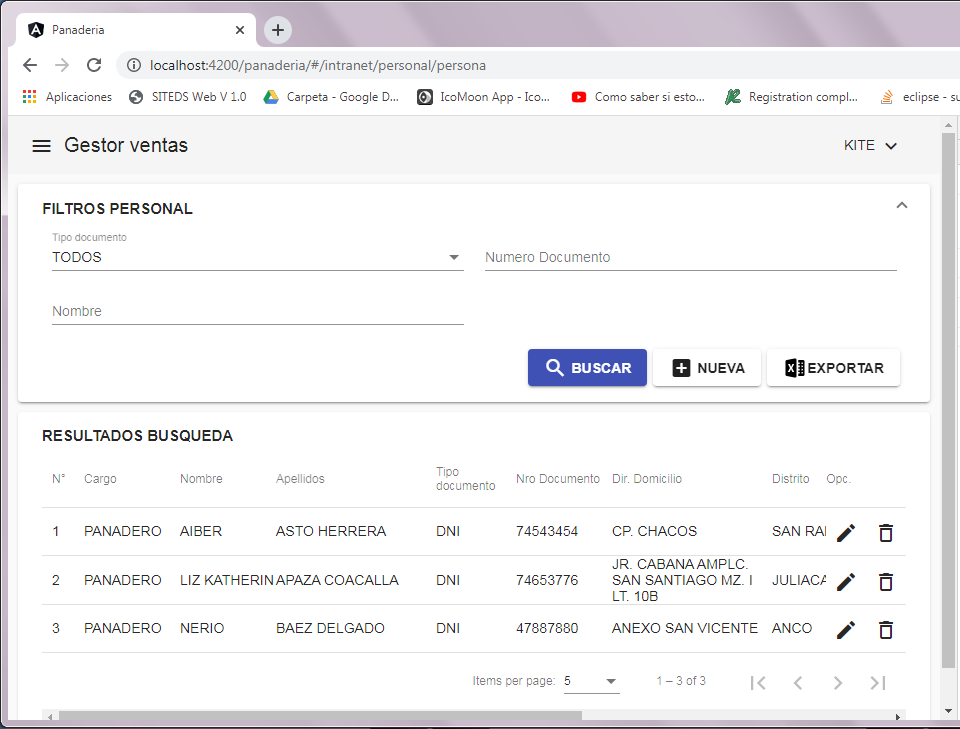 Panaderia
localhost:4200/panaderia/#/intranet/personal/persona
Aplicaciones SITEDS Web V 1.0 Carpeta - Google D... IcoMoon App - Ico... Como saber si esto... Registration compl... eclipse - su
Gestor ventas KITE
FILTROS PERSONAL
Tipo documento
TODOS Numero Documento
Nombre
BUSCAR NUEVA EXPORTAR
RESULTADOS BUSQUEDA
N° Cargo Nombre Apellidos Tipo documento Nro Documento Dir. Domicilio Distrito Opc.
1 PANADERO AIBER ASTO HERRERA DNI 74543454 CP. CHACOS SAN RA
2 PANADERO LIZ KATHERIN APAZA COACALLA DNI 74653776 JR. CABANA AMPLC. SAN SANTIAGO MZ. I LT. 10B JULIACA
3 PANADERO NERIO BAEZ DELGADO DNI 47887880 ANEXO SAN VICENTE ANCO
Items per page: 5 1 – 3 of 3